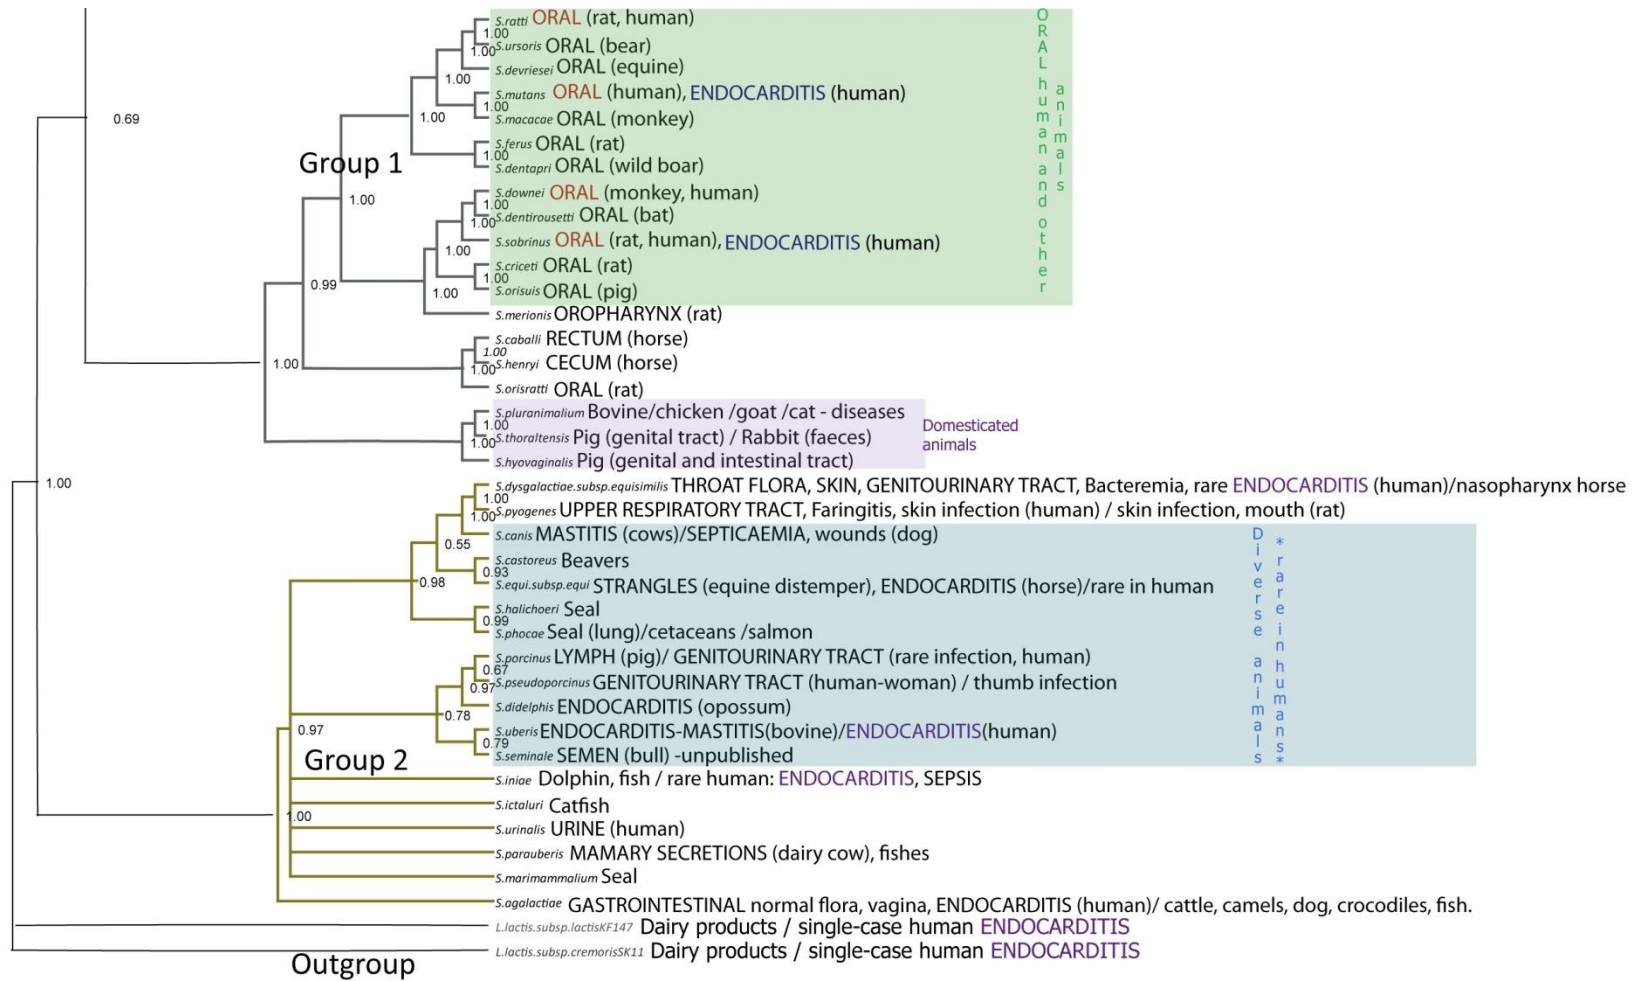 S.ratti ORAL (rat, human)
1.00
1.00 S.ursoris ORAL (bear)
S.devriesei ORAL (equine)
1.00
S.mutans ORAL (human), ENDOCARDITIS (human)
1.00
1.00 S.macacae ORAL (monkey)
0.69
S.ferus ORAL (rat)
1.00
Group 1
S.dentapri ORAL (wild boar)
S.downei ORAL (monkey, human)
1.00
1.00
1.00 S.dentirousetti ORAL (bat)
S.sobrinus ORAL (rat, human), ENDOCARDITIS (human)
1.00
S.criceti ORAL (rat)
1.00
0.99
1.00 S.orisuis ORAL (pig)
ORAL human and other
animals
S.merionis OROPHARYNX (rat)
S.caballi RECTUM (horse)
1.00
1.00 1.00 S.henryi CECUM (horse)
S.orisratti ORAL (rat)
S.pluranimalium Bovine/chicken /goat /cat - diseases
1.00
1.00 S.thoraltensis Pig (genital tract) / Rabbit (faeces)
S.hyovaginalis Pig (genital and intestinal tract)
Domesticated
animals
1.00
S.dysgalactiae.subsp.equisimilis THROAT FLORA, SKIN, GENITOURINARY TRACT, Bacteremia, rare ENDOCARDITIS (human)/nasopharynx horse
1.00
1.00 S.pyogenes UPPER RESPIRATORY TRACT, Faringitis, skin infection (human) / skin infection, mouth (rat)
S.canis MASTITIS (cows)/SEPTICAEMIA, wounds (dog)
0.55
S.castoreus Beavers
0.93
0.98
S.equi.subsp.equi STRANGLES (equine distemper), ENDOCARDITIS (horse)/rare in human
S.halichoeri Seal
0.99
S.phocae Seal (lung)/cetaceans /salmon
S.porcinus LYMPH (pig)/ GENITOURINARY TRACT (rare infection, human)
0.67
0.97 S.pseudoporcinus GENITOURINARY TRACT (human-woman) / thumb infection
S.didelphis ENDOCARDITIS (opossum)
0.78
0.97
S.uberis ENDOCARDITIS-MASTITIS(bovine)/ENDOCARDITIS(human)
0.79
S.seminale SEMEN (bull) -unpublished
Diverse animals
*rare in humans*
Group 2
S.iniae Dolphin, fish / rare human: ENDOCARDITIS, SEPSIS
S.ictaluri Catfish
1.00
S.urinalis URINE (human)
S.parauberis MAMARY SECRETIONS (dairy cow), fishes
S.marimammalium Seal
S.agalactiae GASTROINTESTINAL normal flora, vagina, ENDOCARDITIS (human)/ cattle, camels, dog, crocodiles, fish.
L.lactis.subsp.lactisKF147 Dairy products / single-case human ENDOCARDITIS
L.lactis.subsp.cremorisSK11 Dairy products / single-case human ENDOCARDITIS
Outgroup